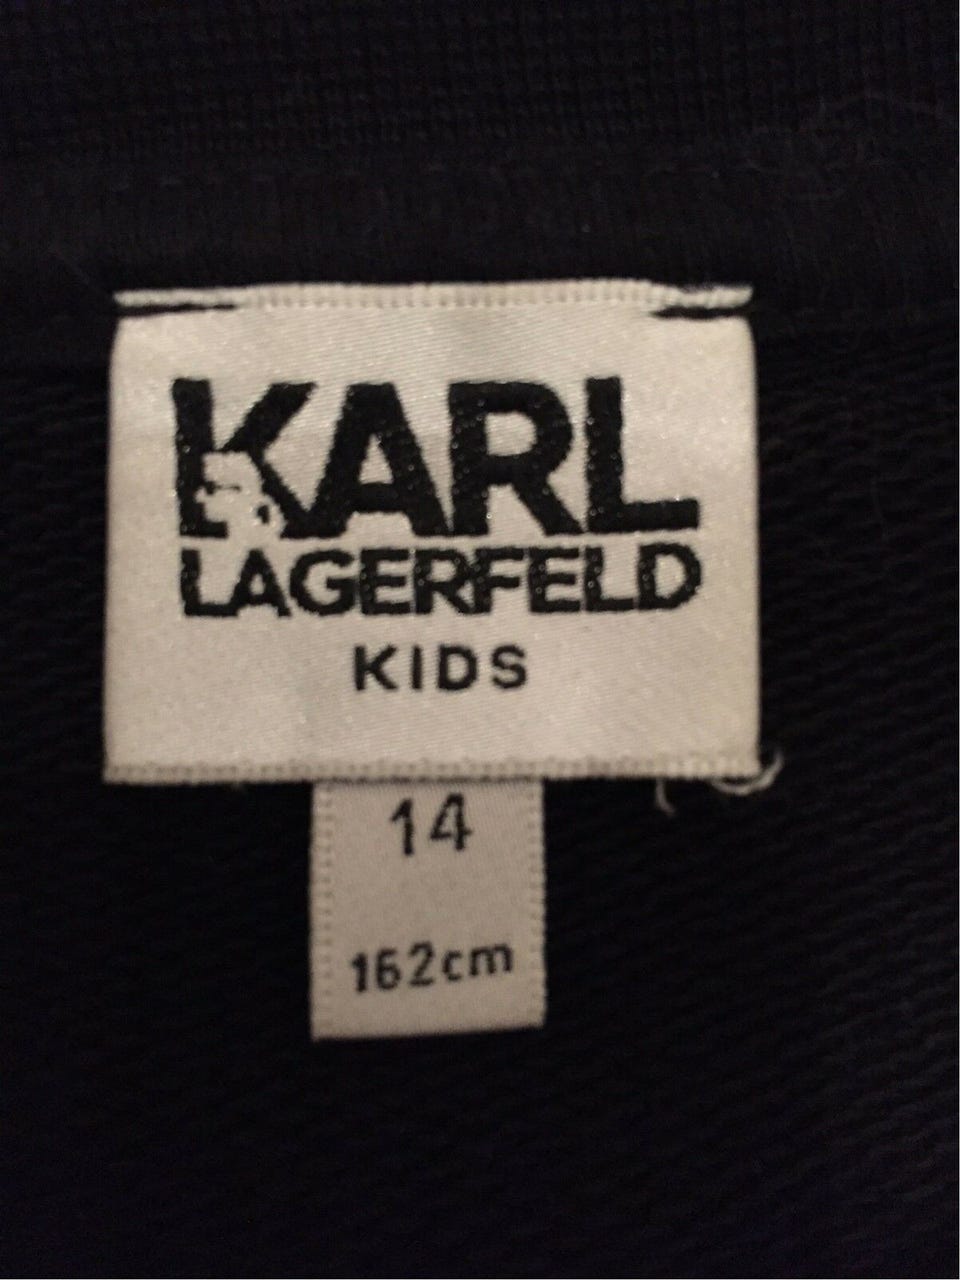 KARL
LAGERFELD
KIDS
14
162cm